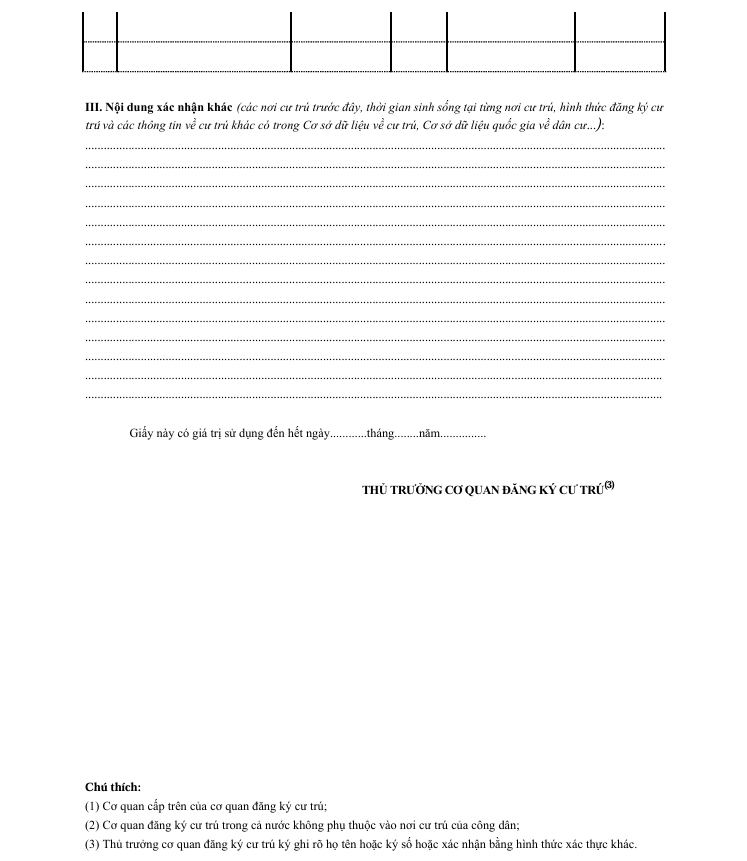 III. Nội dung xác nhận khác (các nơi cư trú trước đây, thời gian sinh sống tại từng nơi cư trú, hình thức đăng ký cư
trú và các thông tin về cư trú khác có trong Cơ sở dữ liệu về cư trú, Cơ sở dữ liệu quốc gia về dân cư...):
Giấy này có giá trị sử dụng đến hết ngày............tháng........năm...............
THỦ TRƯỞNG CƠ QUAN ĐĂNG KÝ CƯ TRÚ(3)
Chú thích:
(1) Cơ quan cấp trên của cơ quan đăng ký cư trú;
(2) Cơ quan đăng ký cư trú trong cả nước không phụ thuộc vào nơi cư trú của công dân;
(3) Thủ trưởng cơ quan đăng ký cư trú ký ghi rõ họ tên hoặc ký số hoặc xác nhận bằng hình thức xác thực khác.